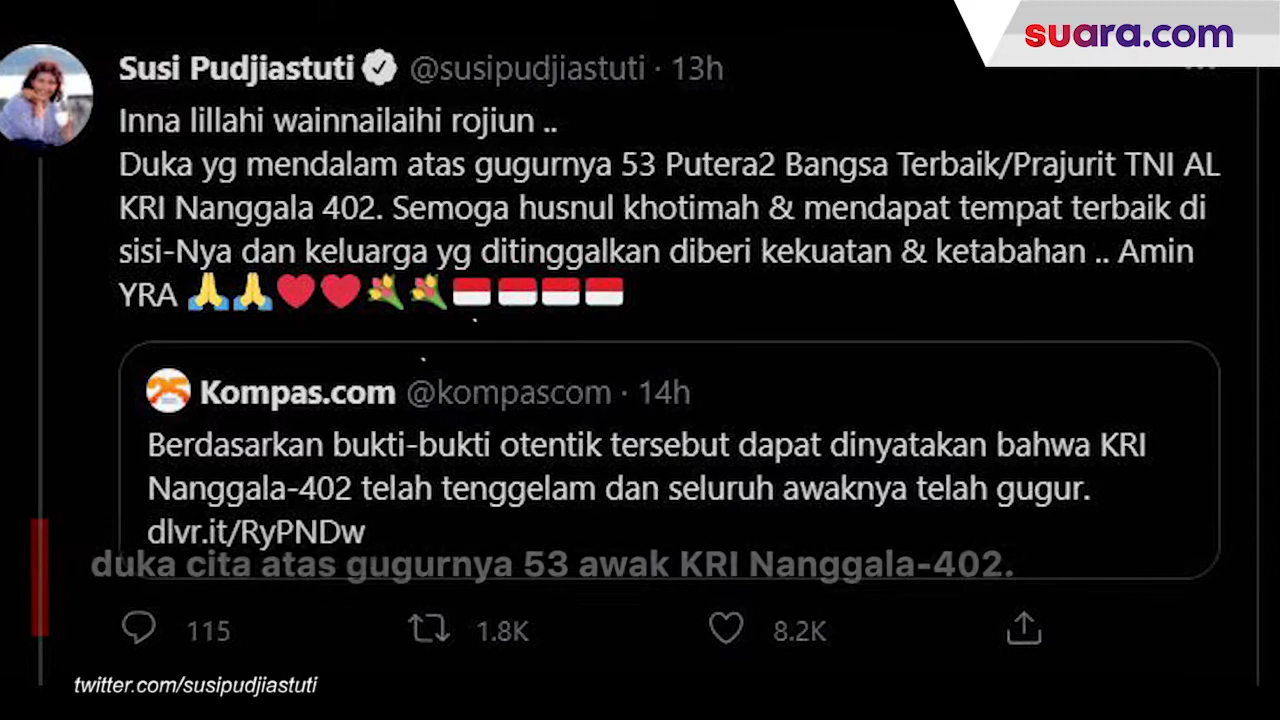 suara.com
Susi Pudjiastuti @susipudjiastuti · 13h
Inna lillahi wainnailaihi rojiun ..
Duka yg mendalam atas gugurnya 53 Putera2 Bangsa Terbaik/Prajurit TNI AL
KRI Nanggala 402. Semoga husnul khotimah & mendapat tempat terbaik di
sisi-Nya dan keluarga yg ditinggalkan diberi kekuatan & ketabahan .. Amin
YRA 🙏🙏❤️❤️💐💐🇮🇩🇮🇩🇮🇩🇮🇩
25 Kompas.com @kompascom · 14h
Berdasarkan bukti-bukti otentik tersebut dapat dinyatakan bahwa KRI
Nanggala-402 telah tenggelam dan seluruh awaknya telah gugur.
dlvr.it/RyPNDw
duka cita atas gugurnya 53 awak KRI Nanggala-402.
115 1.8K 8.2K
twitter.com/susipudjiastuti